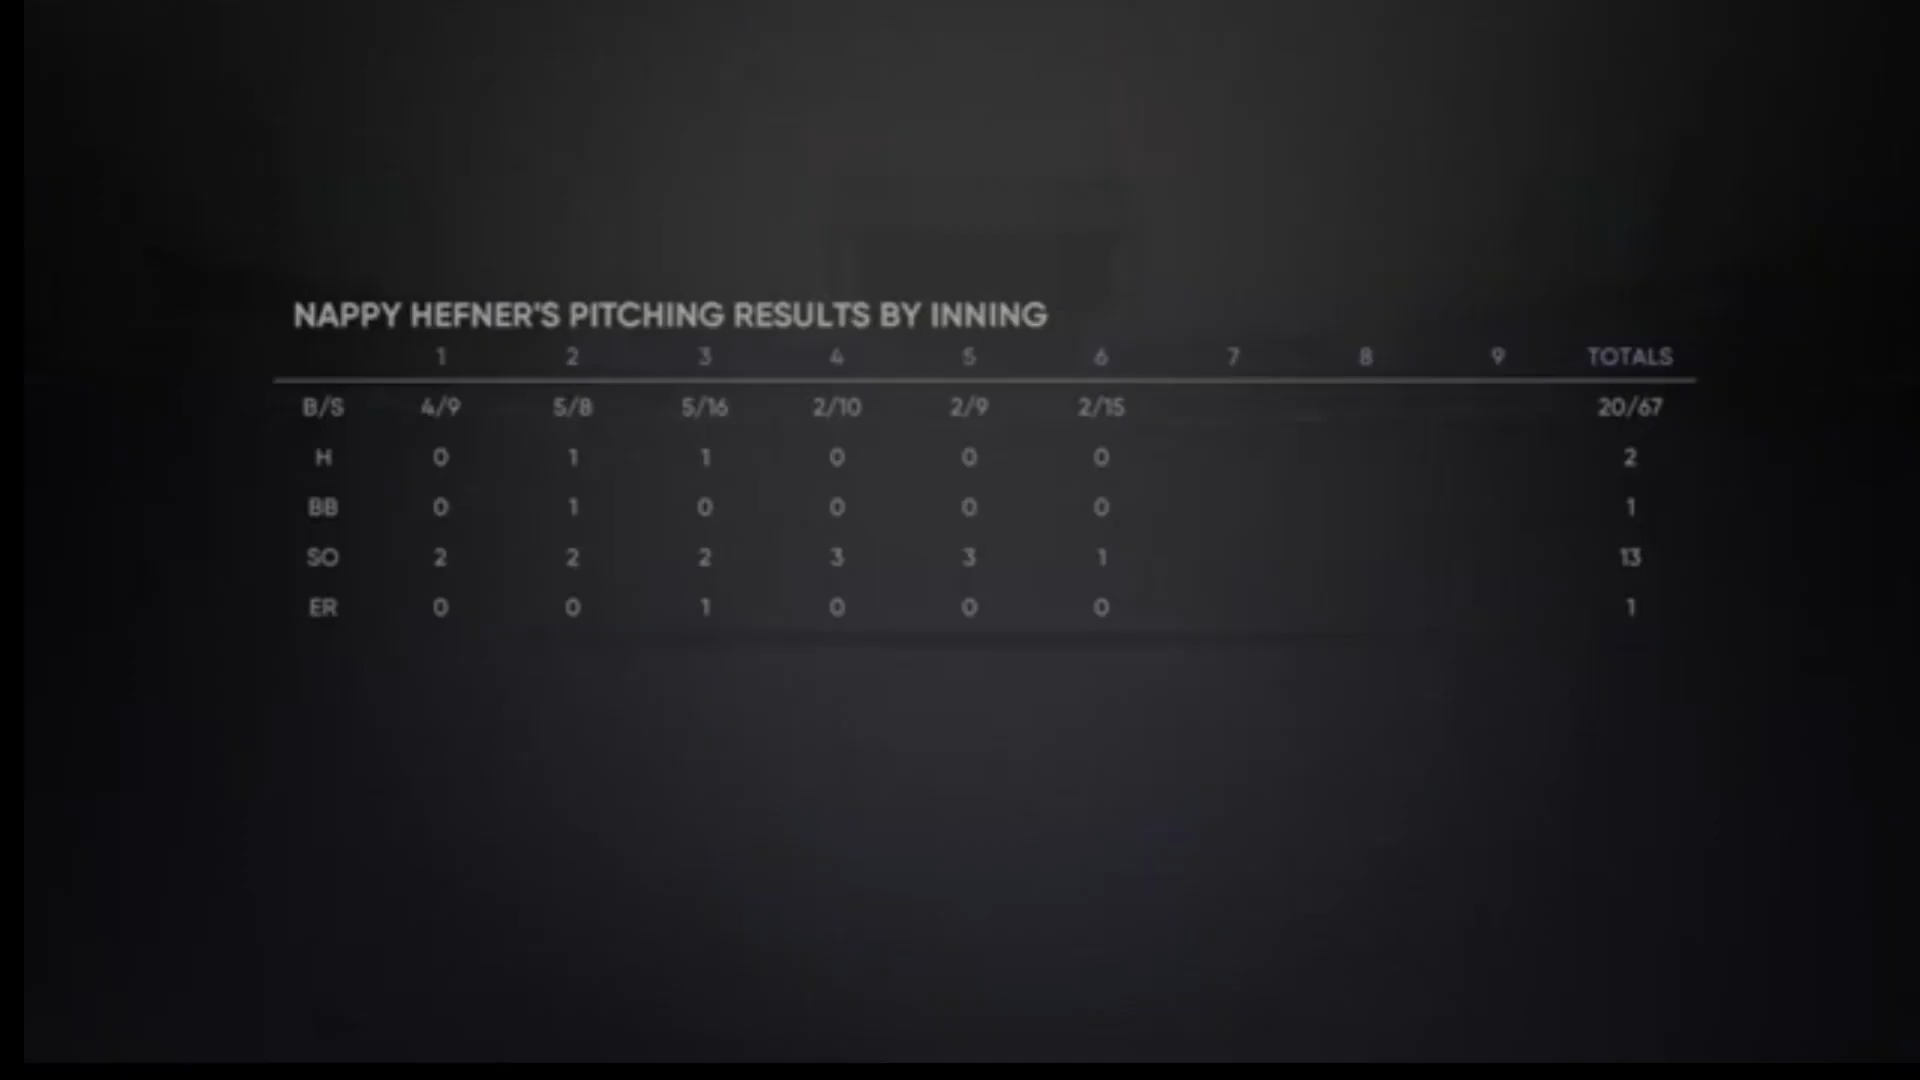 NAPPY HEFNER'S PITCHING RESULTS BY INNING
1 2 3 4 5 6 7 8 9 TOTALS
B/S 4/9 5/8 5/16 2/10 2/9 2/15 20/67
H 0 1 1 0 0 0 2
BB 0 1 0 0 0 0 1
SO 2 2 2 3 3 1 13
ER 0 0 1 0 0 0 1